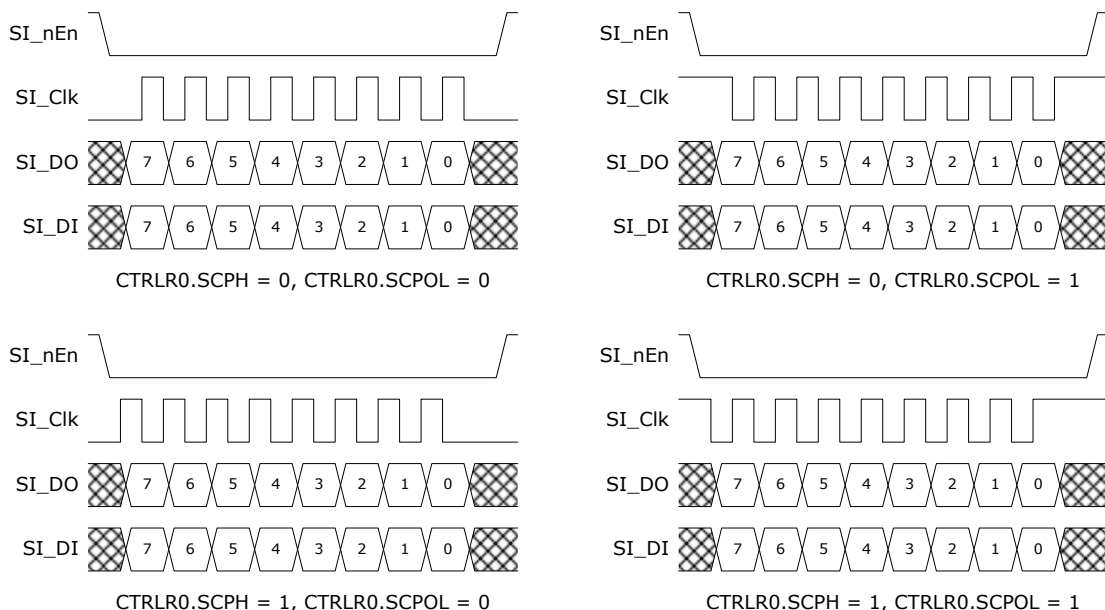 SI_nEn
SI_Clk
SI_DO 7 6 5 4 3 2 1 0
SI_DI 7 6 5 4 3 2 1 0
CTRLR0.SCPH = 0, CTRLR0.SCPOL = 0
SI_nEn
SI_Clk
SI_DO 7 6 5 4 3 2 1 0
SI_DI 7 6 5 4 3 2 1 0
CTRLR0.SCPH = 0, CTRLR0.SCPOL = 1
SI_nEn
SI_Clk
SI_DO 7 6 5 4 3 2 1 0
SI_DI 7 6 5 4 3 2 1 0
CTRLR0.SCPH = 1, CTRLR0.SCPOL = 0
SI_nEn
SI_Clk
SI_DO 7 6 5 4 3 2 1 0
SI_DI 7 6 5 4 3 2 1 0
CTRLR0.SCPH = 1, CTRLR0.SCPOL = 1